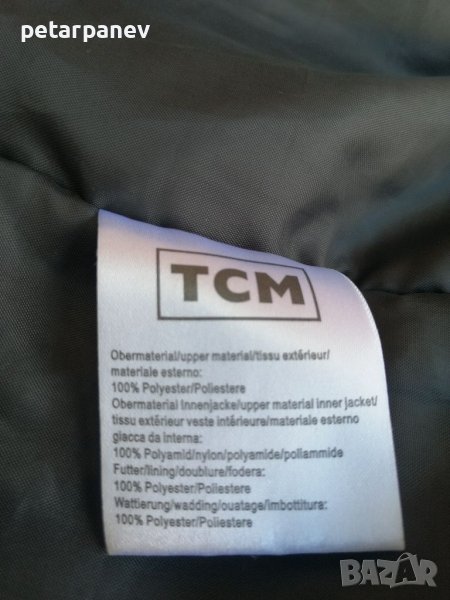 petarpanev
TCM
Obermaterial/upper material/tissu extérieur/
materiale esterno:
100% Polyester/Poliestere
Obermaterial Innenjacke/upper material inner jacket/
tissu extérieur veste intérieure/materiale esterno
giacca da interna:
100% Polyamid/nylon/polyamide/poliammide
Futter/lining/doublure/fodera:
100% Polyester/Poliestere
Wattierung/wadding/ouatage/imbottitura:
100% Polyester/Poliestere
BAZAR